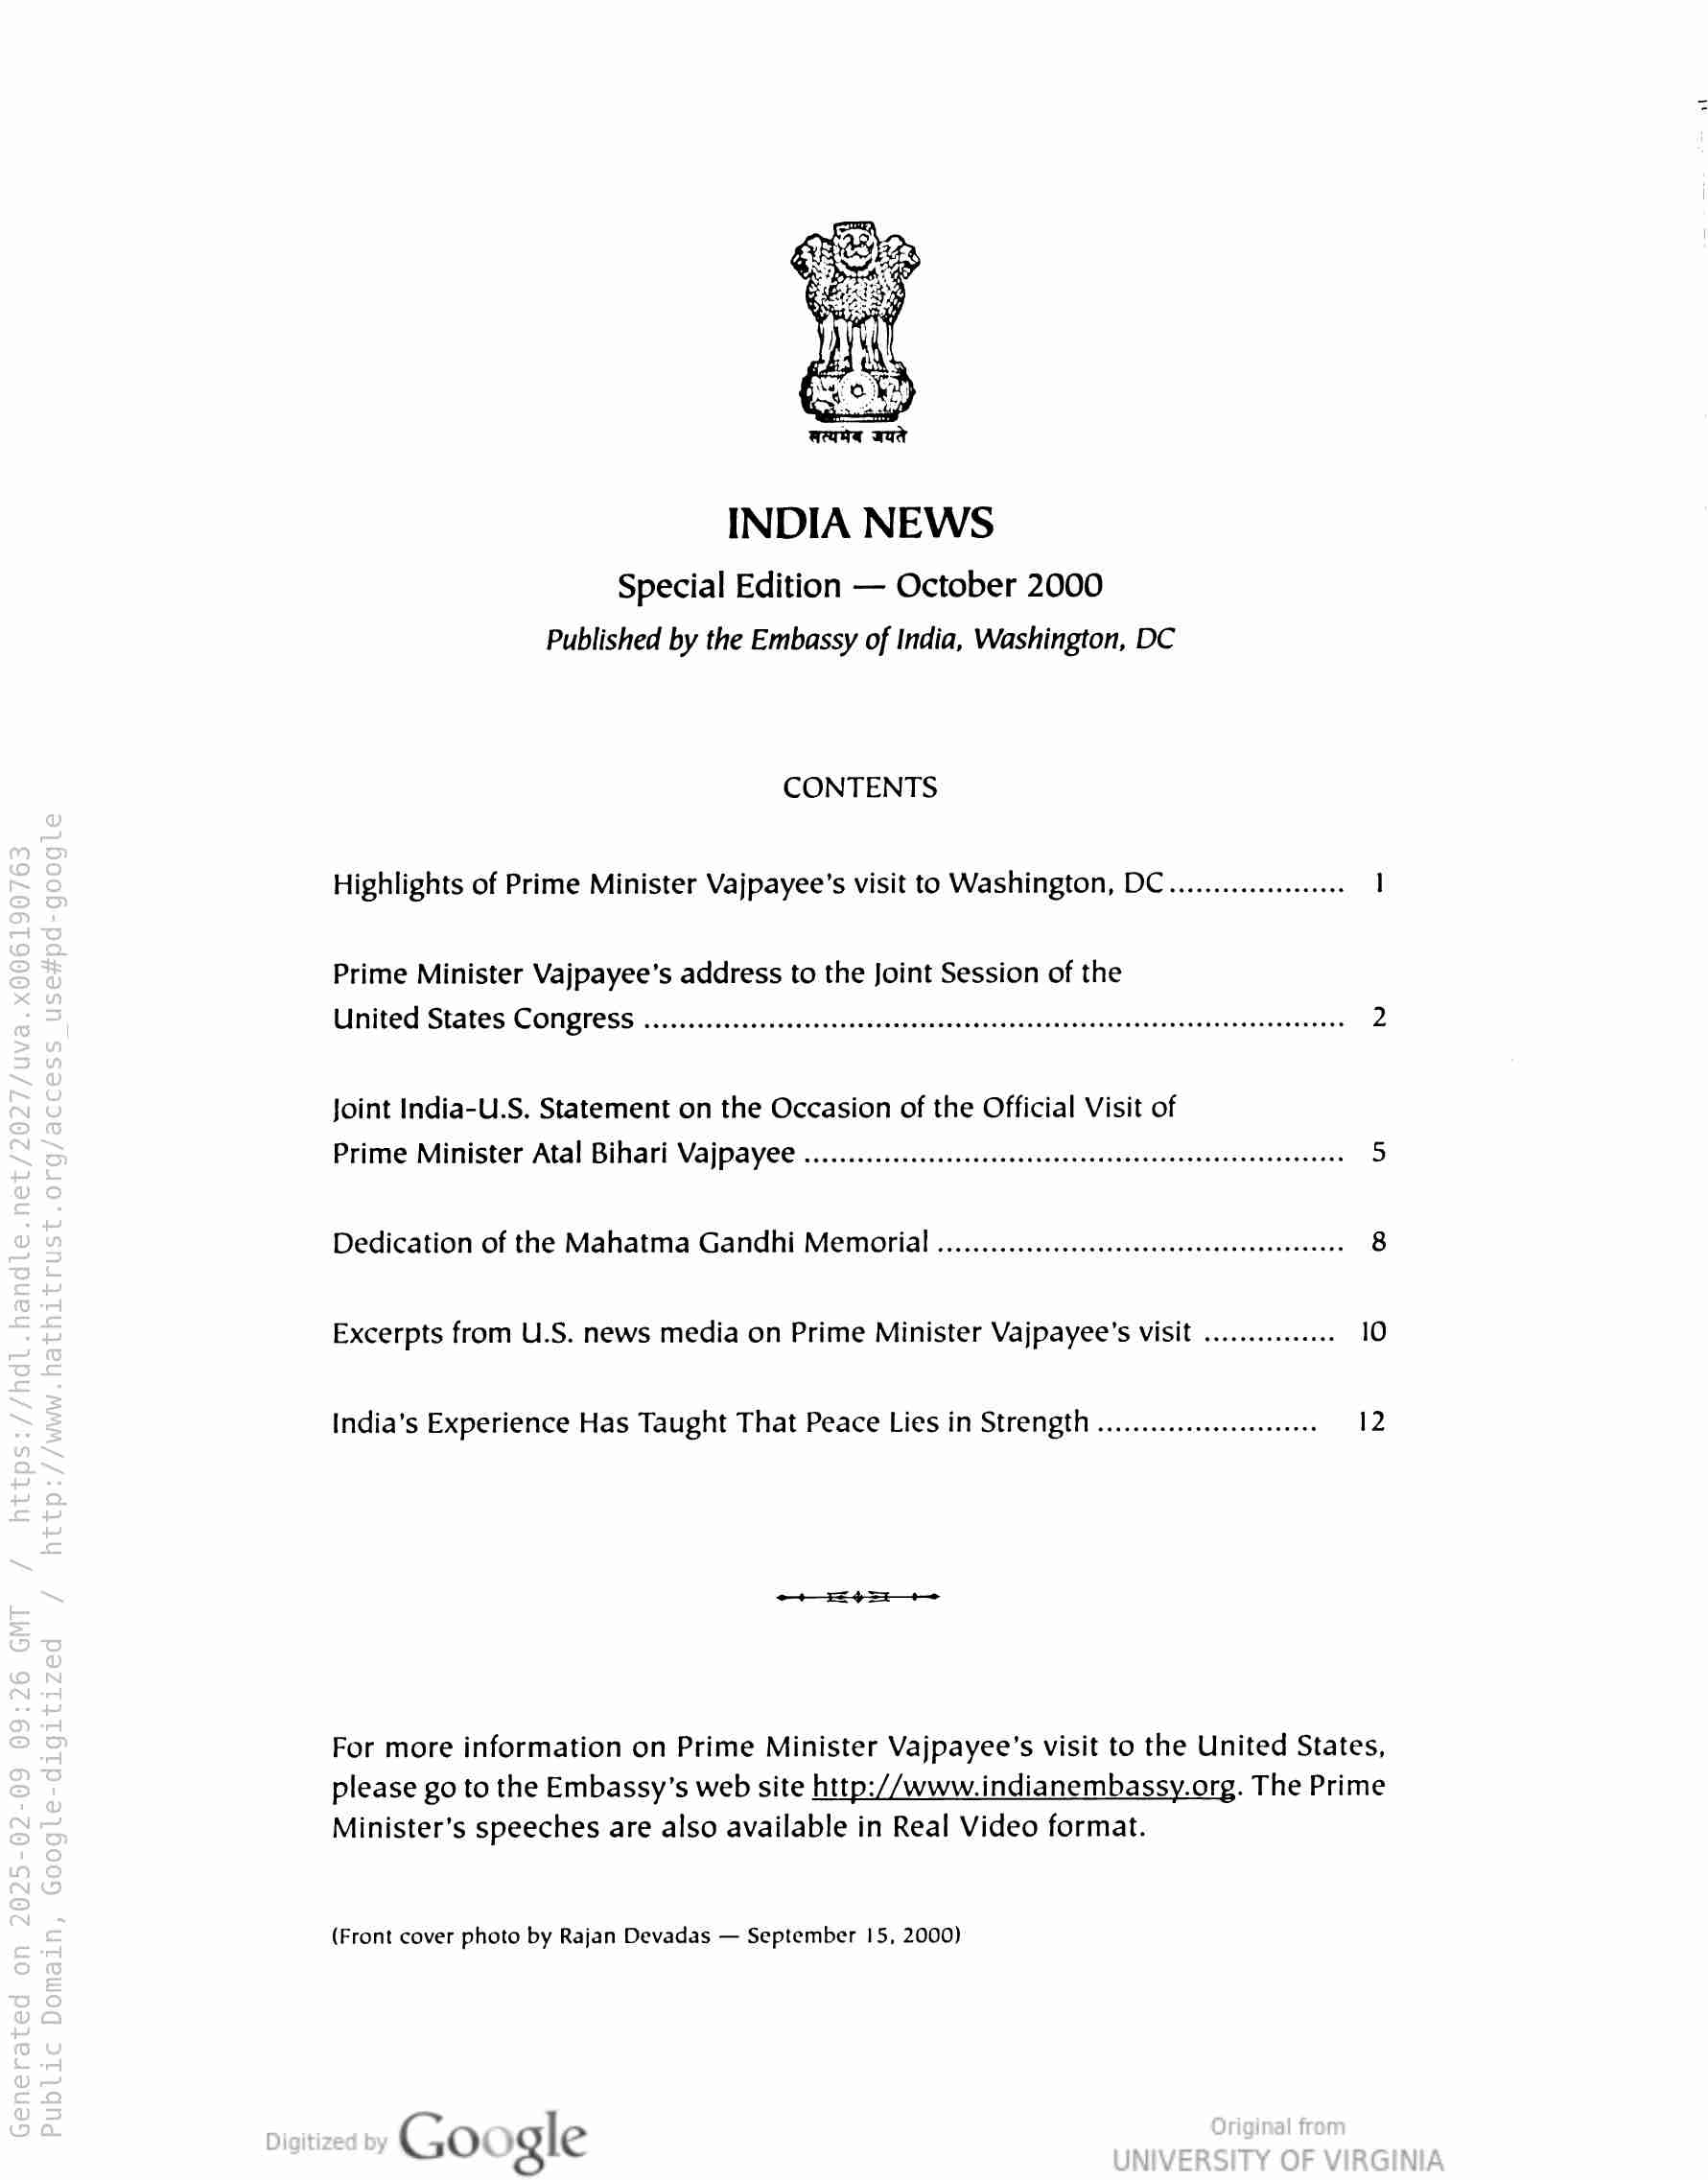 सत्यमेव जयते
INDIA NEWS
Special Edition — October 2000
Published by the Embassy of India, Washington, DC
CONTENTS
Highlights of Prime Minister Vajpayee's visit to Washington, DC.................... 1
Prime Minister Vajpayee's address to the Joint Session of the
United States Congress ................................................................................ 2
Joint India-U.S. Statement on the Occasion of the Official Visit of
Prime Minister Atal Bihari Vajpayee ............................................................. 5
Dedication of the Mahatma Gandhi Memorial .............................................. 8
Excerpts from U.S. news media on Prime Minister Vajpayee's visit ............... 10
India's Experience Has Taught That Peace Lies in Strength ......................... 12
For more information on Prime Minister Vajpayee's visit to the United States,
please go to the Embassy's web site http://www.indianembassy.org. The Prime
Minister's speeches are also available in Real Video format.
(Front cover photo by Rajan Devadas — September 15, 2000)
Generated on 2025-02-09 09:26 GMT / https://hdl.handle.net/2027/uva.x006190763
Public Domain, Google-digitized / http://www.hathitrust.org/access_use#pd-google
Digitized by Google
Original from
UNIVERSITY OF VIRGINIA